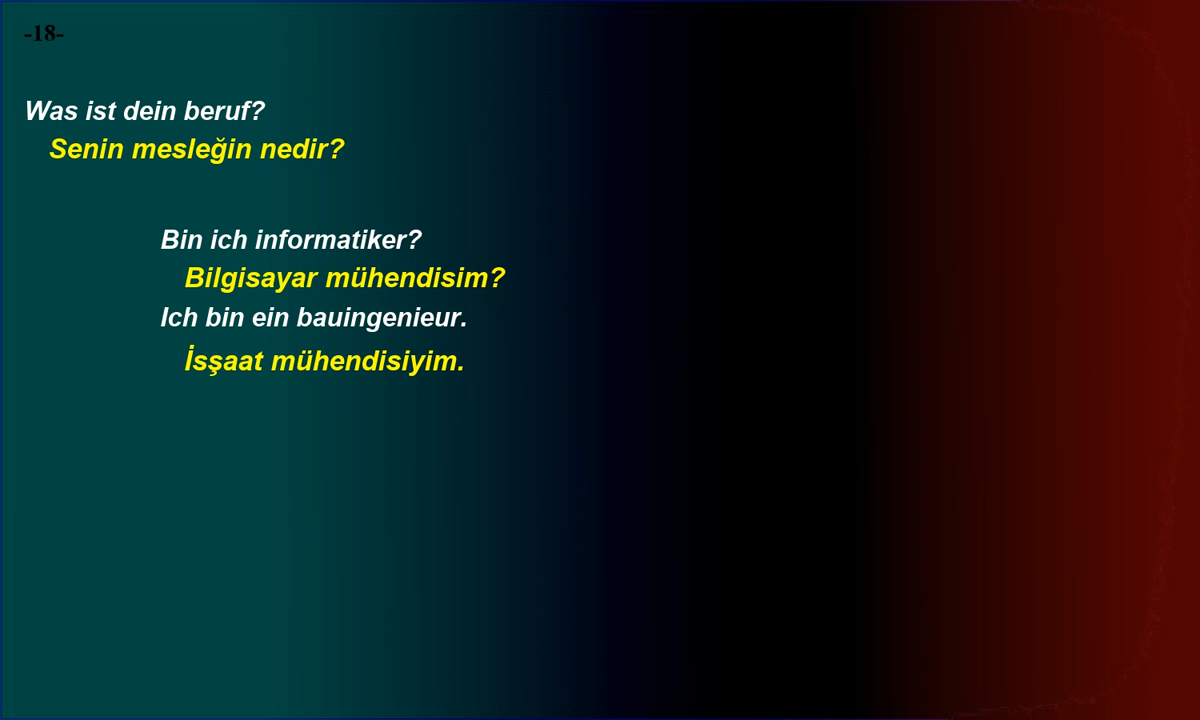 -18-
Was ist dein beruf?
Senin mesleğin nedir?
Bin ich informatiker?
Bilgisayar mühendisim?
Ich bin ein bauingenieur.
İsşaat mühendisiyim.